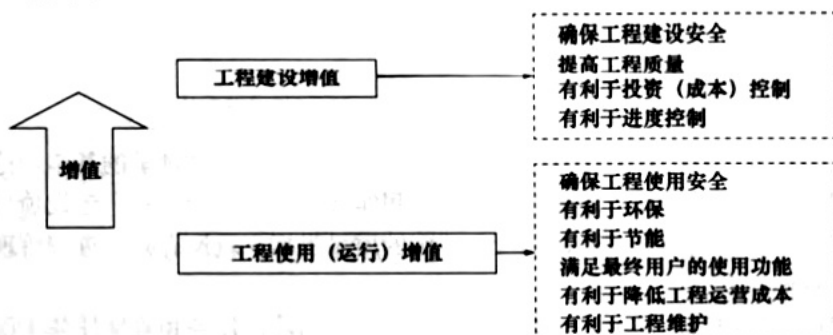 增值
工程建设增值
确保工程建设安全
提高工程质量
有利于投资（成本）控制
有利于进度控制
工程使用（运行）增值
确保工程使用安全
有利于环保
有利于节能
满足最终用户的使用功能
有利于降低工程运营成本
有利于工程维护